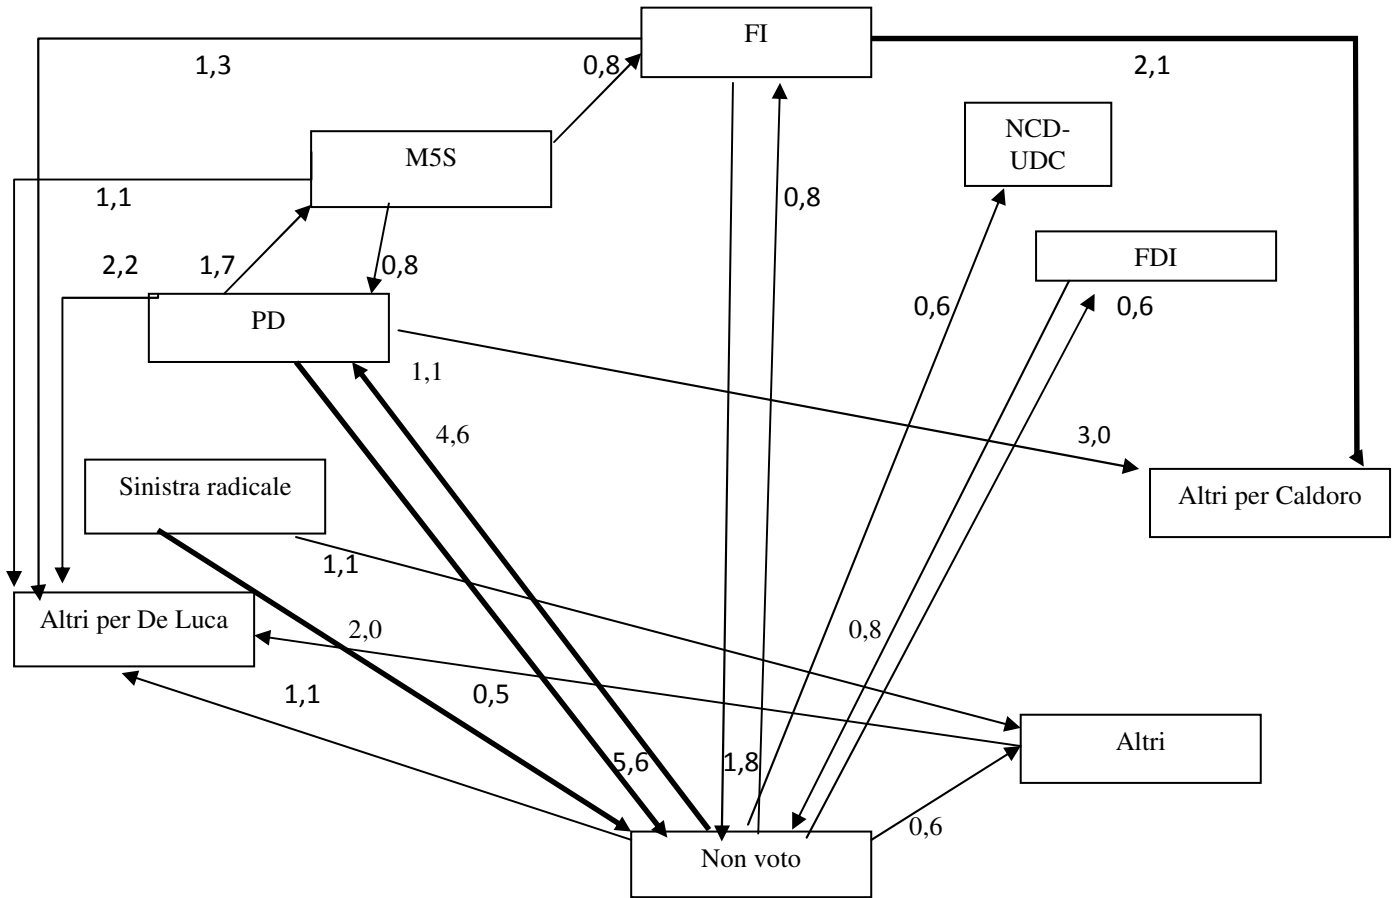 FI
1,3
0,8
2,1
NCD-
UDC
M5S
1,1
0,8
2,2
1,7
0,8
FDI
0,6
0,6
PD
1,1
4,6
3,0
Sinistra radicale
Altri per Caldoro
1,1
Altri per De Luca
2,0
0,8
1,1
0,5
Altri
5,6
1,8
0,6
Non voto